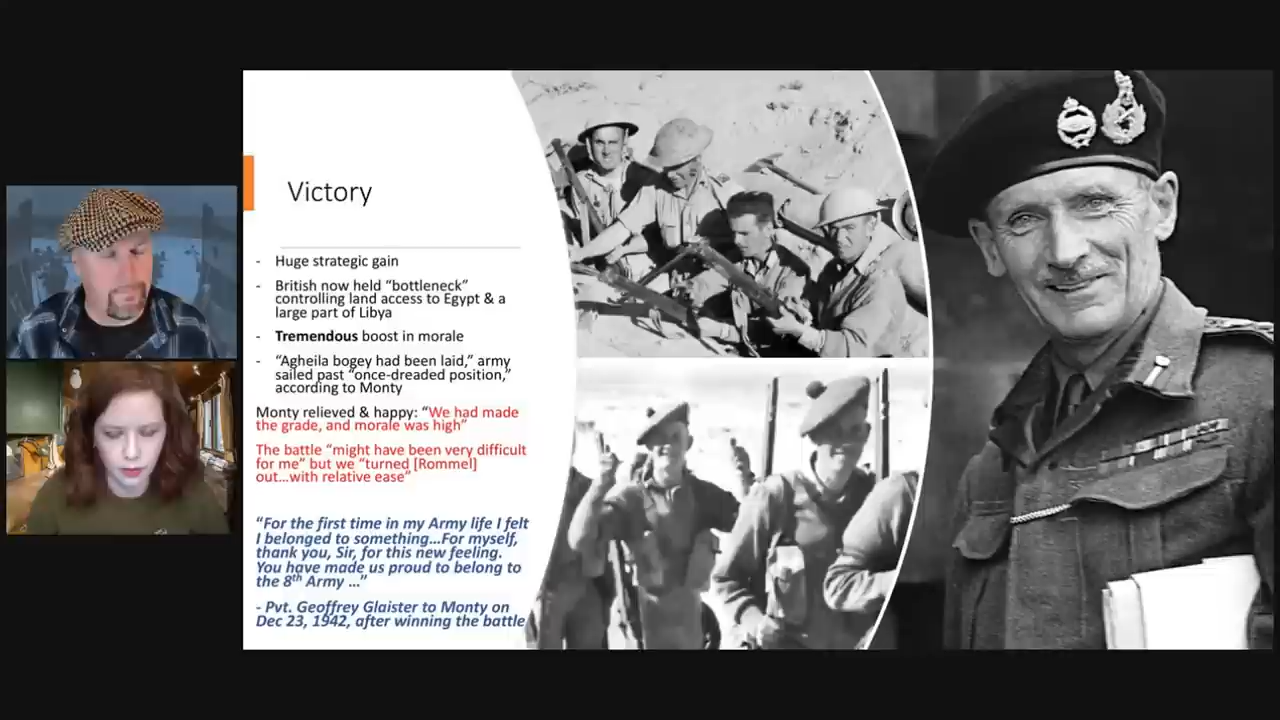 Victory
- Huge strategic gain
- British now held “bottleneck”
controlling land access to Egypt & a
large part of Libya
- Tremendous boost in morale
- “Agheila bogey had been laid,” army
sailed past “once-dreaded position,”
according to Monty
Monty relieved & happy: “We had made
the grade, and morale was high”
The battle “might have been very difficult
for me” but we “turned [Rommel]
out…with relative ease”
“For the first time in my Army life I felt
I belonged to something…For myself,
thank you, Sir, for this new feeling.
You have made us proud to belong to
the 8th Army …”
- Pvt. Geoffrey Glaister to Monty on
Dec 23, 1942, after winning the battle